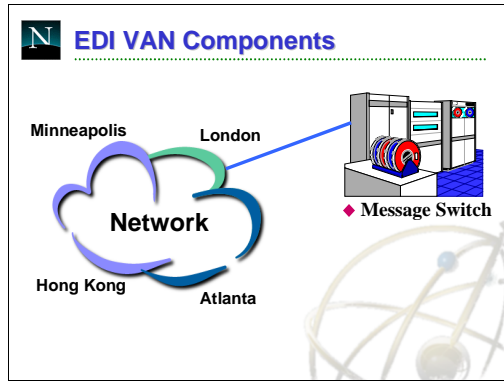 N
EDI VAN Components
Minneapolis
London
Network
◆ Message Switch
Hong Kong
Atlanta